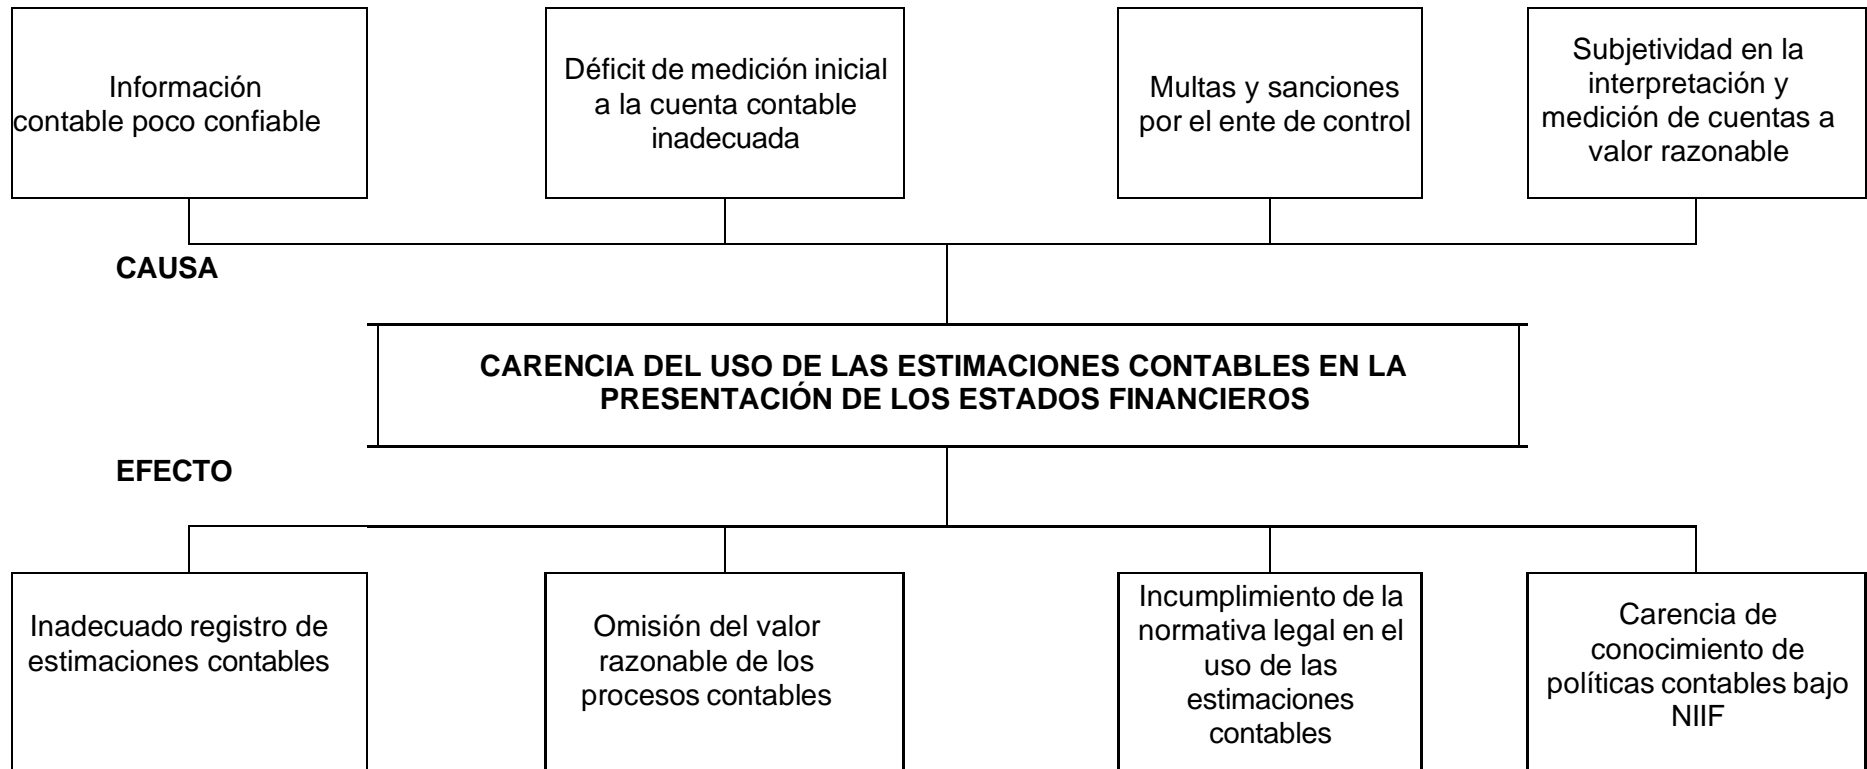 Información
contable poco confiable
Déficit de medición inicial
a la cuenta contable
inadecuada
Multas y sanciones
por el ente de control
Subjetividad en la
interpretación y
medición de cuentas a
valor razonable
CAUSA
CARENCIA DEL USO DE LAS ESTIMACIONES CONTABLES EN LA
PRESENTACIÓN DE LOS ESTADOS FINANCIEROS
EFECTO
Inadecuado registro de
estimaciones contables
Omisión del valor
razonable de los
procesos contables
Incumplimiento de la
normativa legal en el
uso de las
estimaciones
contables
Carencia de
conocimiento de
políticas contables bajo
NIIF